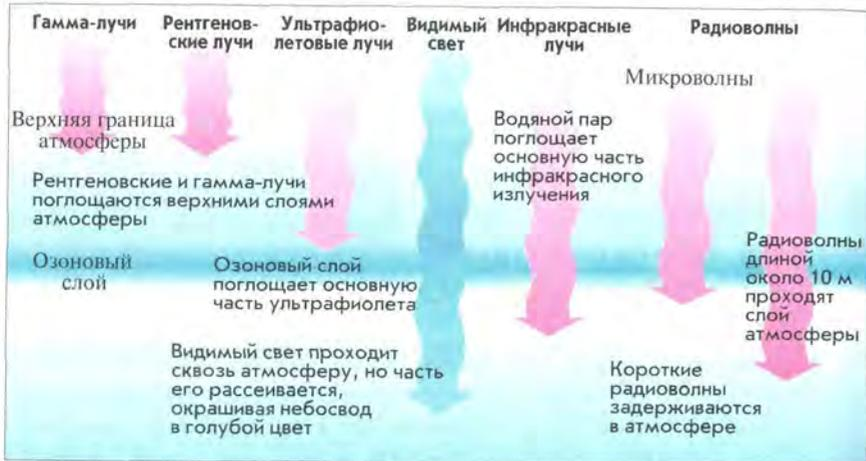 Гамма-лучи
Рентгенов-
ские лучи
Ультрафио-
летовые лучи
Видимый
свет
Инфракрасные
лучи
Радиоволны
Микроволны
Верхняя граница
атмосферы
Водяной пар
поглощает
основную часть
инфракрасного
излучения
Рентгеновские и гамма-лучи
поглощаются верхними слоями
атмосферы
Озоновый
слой
Озоновый слой
поглощает основную
часть ультрафиолета
Радиоволны
длиной
около 10 м
проходят
слой
атмосферы
Видимый свет проходит
сквозь атмосферу, но часть
его рассеивается,
окрашивая небосвод
в голубой цвет
Короткие
радиоволны
задерживаются
в атмосфере